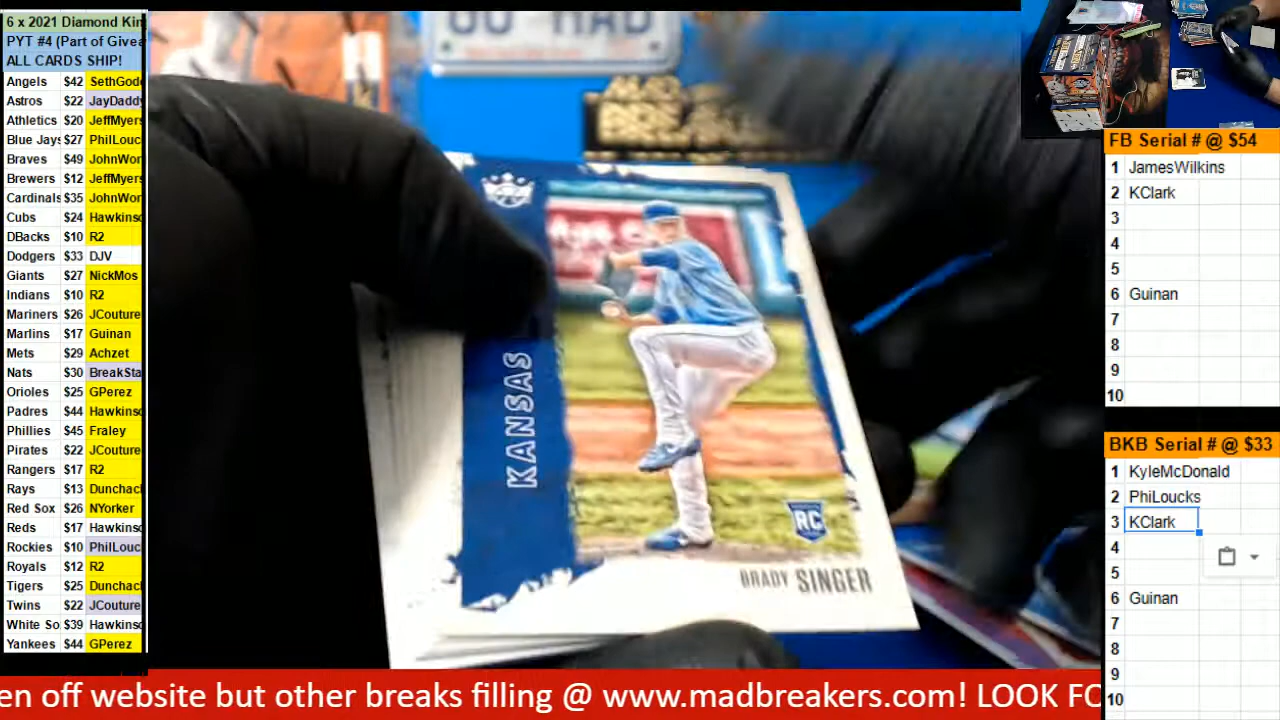 6 x 2021 Diamond Kin
PYT #4 (Part of Givea
ALL CARDS SHIP!
Angels $42 SethGod
Astros $22 JayDaddy
Athletics $20 JeffMyers
Blue Jays $27 PhilLouc
Braves $49 JohnWor
Brewers $12 JeffMyers
Cardinals $35 JohnWor
Cubs $24 Hawkins
DBacks $10 R2
Dodgers $33 DJV
Giants $27 NickMos
Indians $10 R2
Mariners $26 JCouture
Marlins $17 Guinan
Mets $29 Achzet
Nats $30 BreakSta
Orioles $25 GPerez
Padres $44 Hawkins
Phillies $45 Fraley
Pirates $22 JCouture
Rangers $17 R2
Rays $13 Dunchac
Red Sox $26 NYorker
Reds $17 Hawkins
Rockies $10 PhilLouc
Royals $12 R2
Tigers $25 Dunchac
Twins $22 JCouture
White So $39 Hawkins
Yankees $44 GPerez
KANSAS
RC
BRADY SINGER
FB Serial # @ $54
1 JamesWilkins
2 KClark
3
4
5
6 Guinan
7
8
9
10
BKB Serial # @ $33
1 KyleMcDonald
2 PhiLoucks
3 KClark
4
5
6 Guinan
7
8
9
10
en off website but other breaks filling @ www.madbreakers.com! LOOK FO